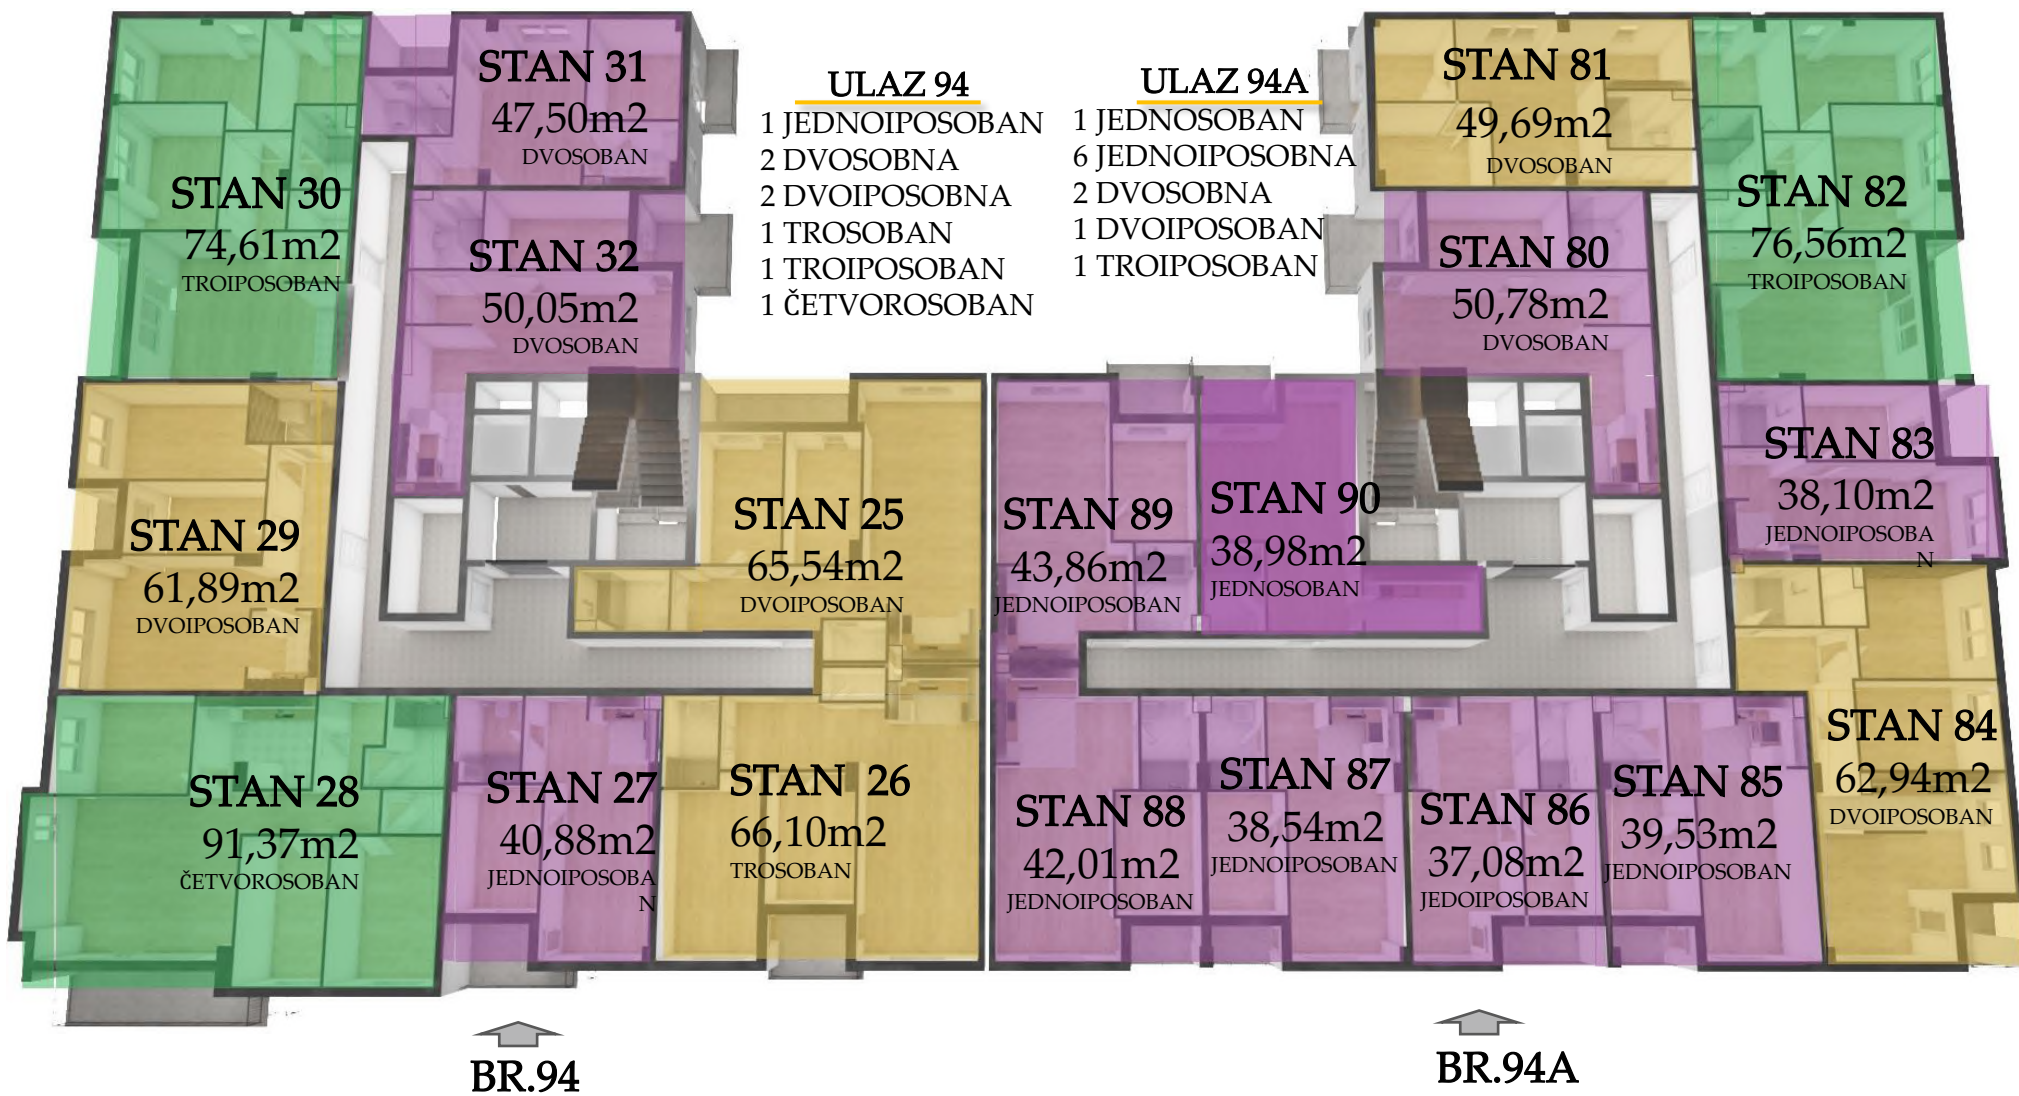 STAN 31
47,50m2
DVOSOBAN
ULAZ 94
1 JEDNOIPOSOBAN
2 DVOSOBNA
2 DVOIPOSOBNA
1 TROSOBAN
1 TROIPOSOBAN
1 ČETVOROSOBAN
ULAZ 94A
1 JEDNOSOBAN
6 JEDNOIPOSOBNA
2 DVOSOBNA
1 DVOIPOSOBAN
1 TROIPOSOBAN
STAN 81
49,69m2
DVOSOBAN
STAN 30
74,61m2
TROIPOSOBAN
STAN 32
50,05m2
DVOSOBAN
STAN 80
50,78m2
DVOSOBAN
STAN 82
76,56m2
TROIPOSOBAN
STAN 29
61,89m2
DVOIPOSOBAN
STAN 25
65,54m2
DVOIPOSOBAN
STAN 89
43,86m2
JEDNOIPOSOBAN
STAN 90
38,98m2
JEDNOSOBAN
STAN 83
38,10m2
JEDNOIPOSOBA
N
STAN 28
91,37m2
ČETVOROSOBAN
STAN 27
40,88m2
JEDNOIPOSOBA
N
STAN 26
66,10m2
TROSOBAN
STAN 88
42,01m2
JEDNOIPOSOBAN
STAN 87
38,54m2
JEDNOIPOSOBAN
STAN 86
37,08m2
JEDOIPOSOBAN
STAN 85
39,53m2
JEDNOIPOSOBAN
STAN 84
62,94m2
DVOIPOSOBAN
BR.94
BR.94A